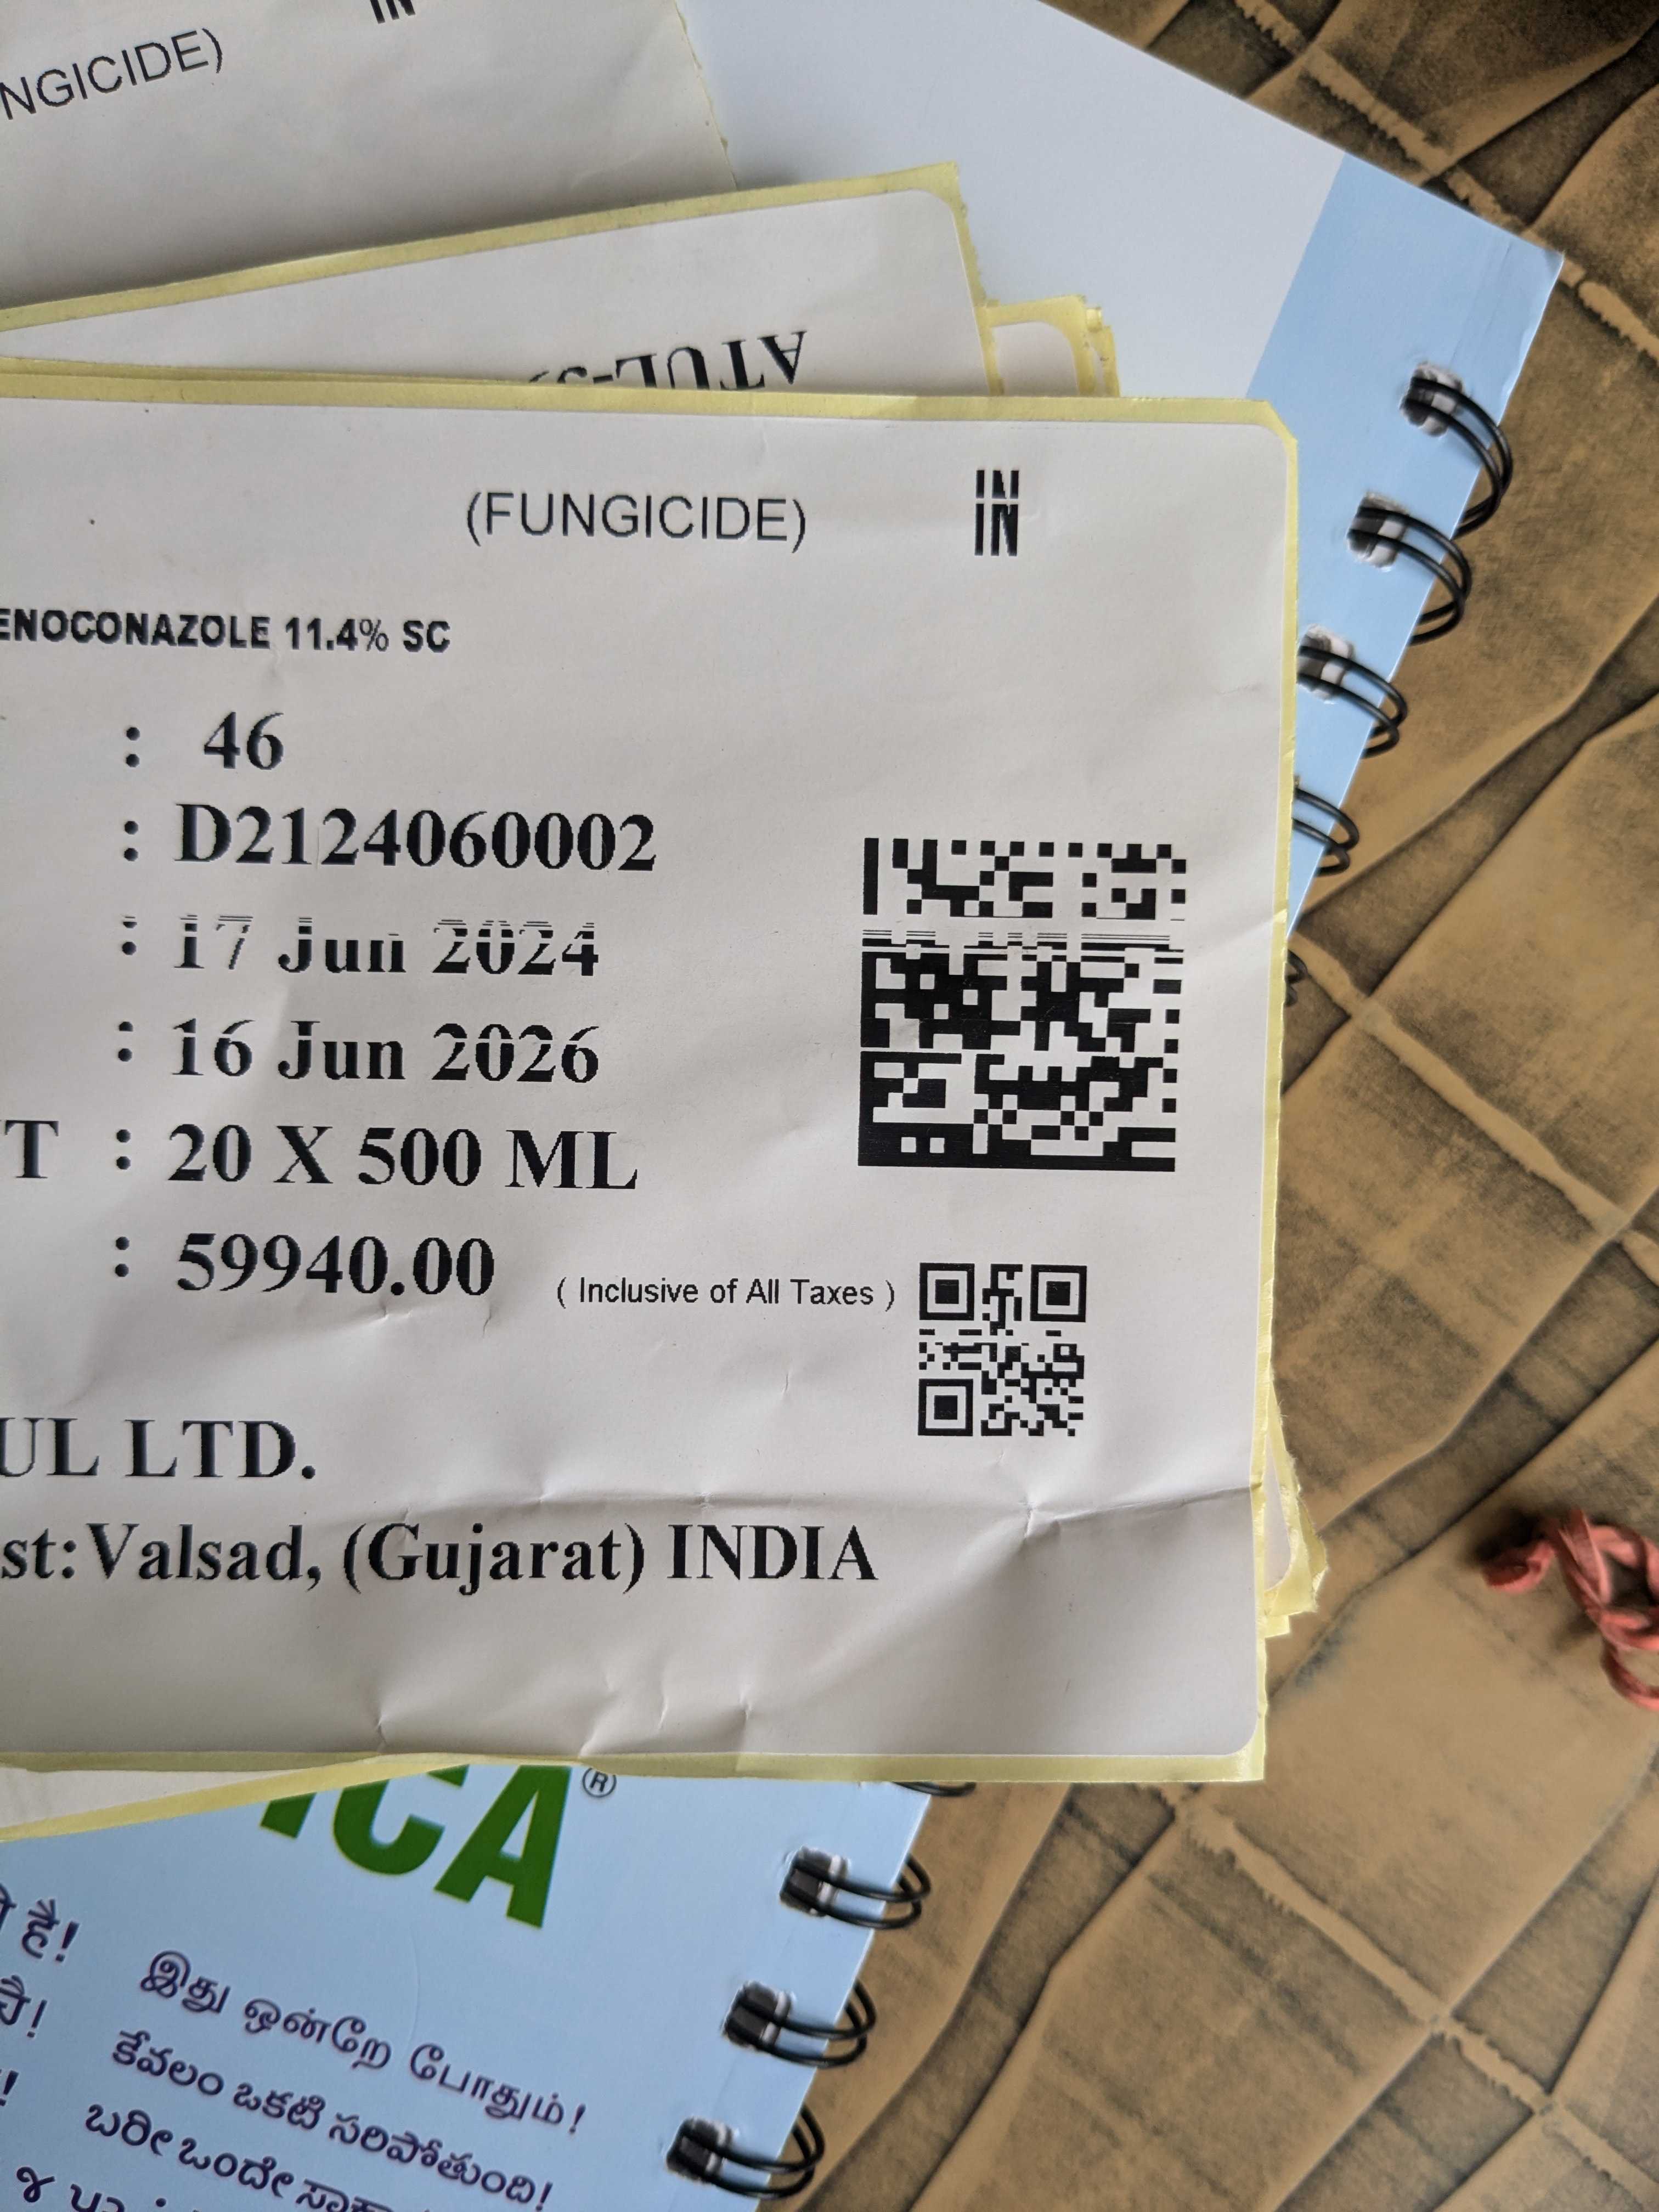 IN
NGICIDE)
ATUL-
(FUNGICIDE) IN
ENOCONAZOLE 11.4% SC
: 46
: D2124060002
: 17 Jun 2024
: 16 Jun 2026
T : 20 X 500 ML
: 59940.00 ( Inclusive of All Taxes )
UL LTD.
st: Valsad, (Gujarat) INDIA
ICA®
है!
இது ஒன்றே போதும்!
కేవలం ఒకటి సరిపోతుంది!
ಬರೀ ಒಂದೇ